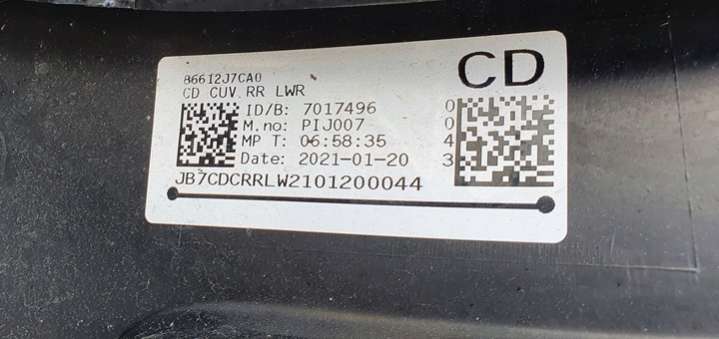 86612J7CA0
CD CUV RR LWR
CD
ID/B: 7017496
M.no: PIJ007
MP T: 06:58:35
Date: 2021-01-20
0
0
4
3
JB7CDCRRLW2101200044